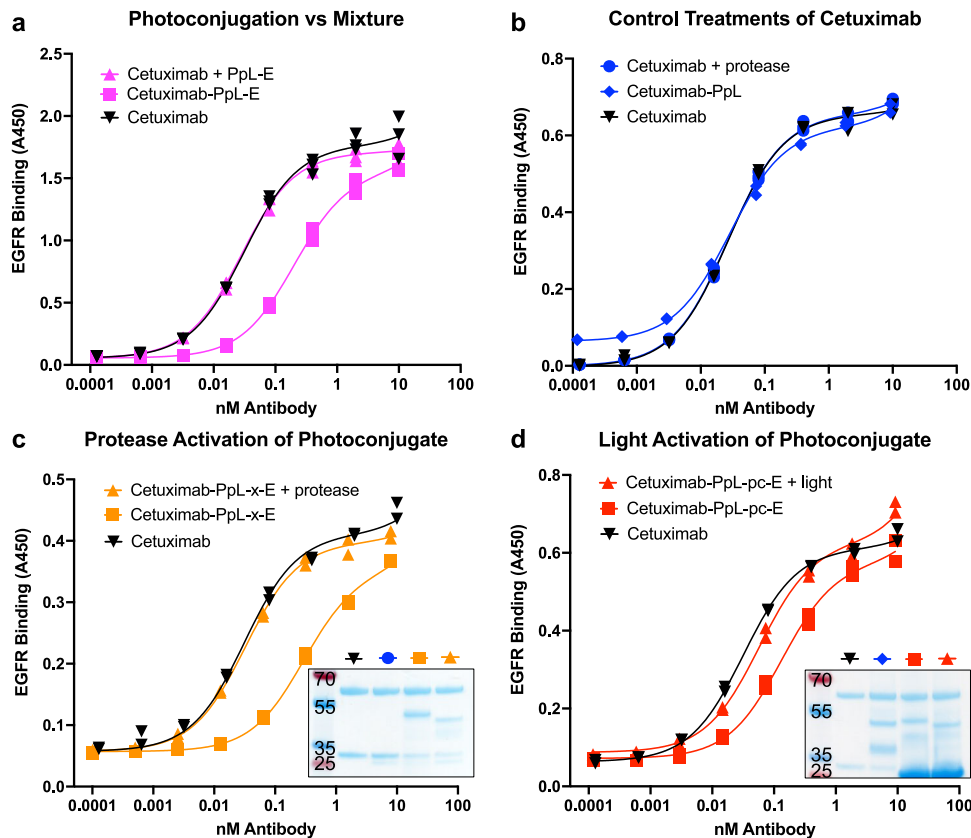 a
Photoconjugation vs Mixture
Cetuximab + PpL-E
Cetuximab-PpL-E
Cetuximab
EGFR Binding (A450)
2.5
2.0
1.5
1.0
0.5
0.0
0.0001 0.001 0.01 0.1 1 10 100
nM Antibody
b
Control Treatments of Cetuximab
Cetuximab + protease
Cetuximab-PpL
Cetuximab
EGFR Binding (A450)
0.8
0.6
0.4
0.2
0.0
0.0001 0.001 0.01 0.1 1 10 100
nM Antibody
c
Protease Activation of Photoconjugate
Cetuximab-PpL-x-E + protease
Cetuximab-PpL-x-E
Cetuximab
EGFR Binding (A450)
0.5
0.4
0.3
0.2
0.1
0.0
0.0001 0.001 0.01 0.1 1 10 100
nM Antibody
70
55
35
25
d
Light Activation of Photoconjugate
Cetuximab-PpL-pc-E + light
Cetuximab-PpL-pc-E
Cetuximab
EGFR Binding (A450)
0.8
0.6
0.4
0.2
0.0
0.0001 0.001 0.01 0.1 1 10 100
nM Antibody
70
55
35
25